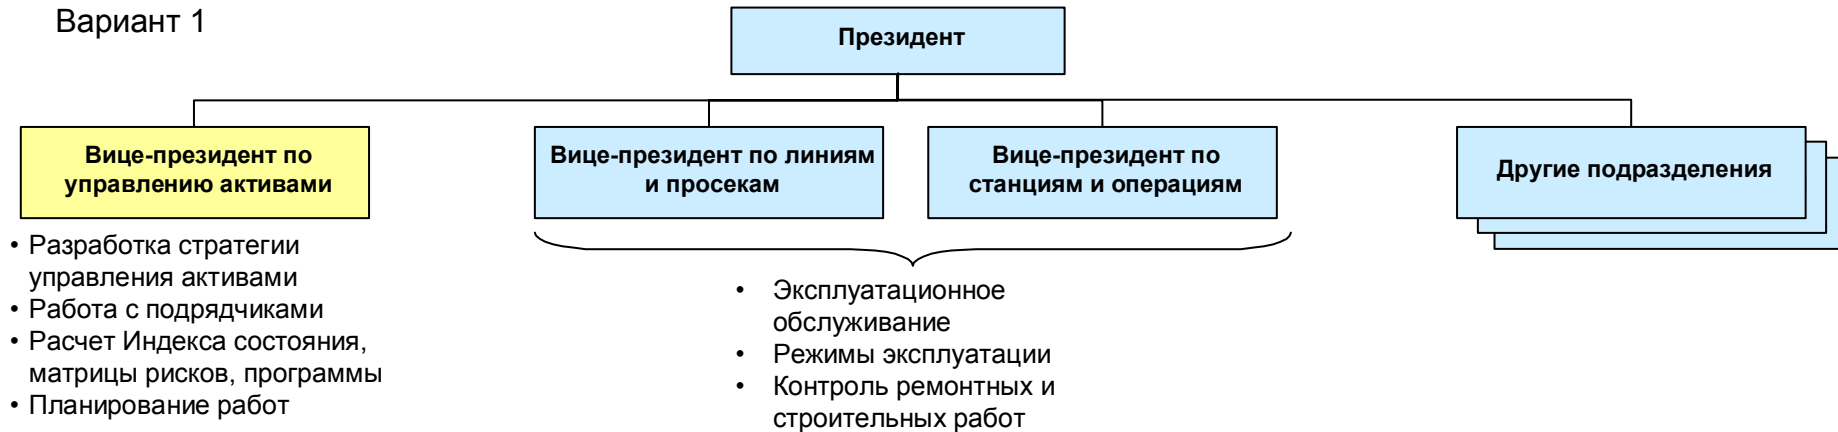 Вариант 1
Президент
Вице-президент по
управлению активами
Вице-президент по линиям
и просекам
Вице-президент по
станциям и операциям
Другие подразделения
• Разработка стратегии
управления активами
• Работа с подрядчиками
• Расчет Индекса состояния,
матрицы рисков, программы
• Планирование работ
• Эксплуатационное
обслуживание
• Режимы эксплуатации
• Контроль ремонтных и
строительных работ